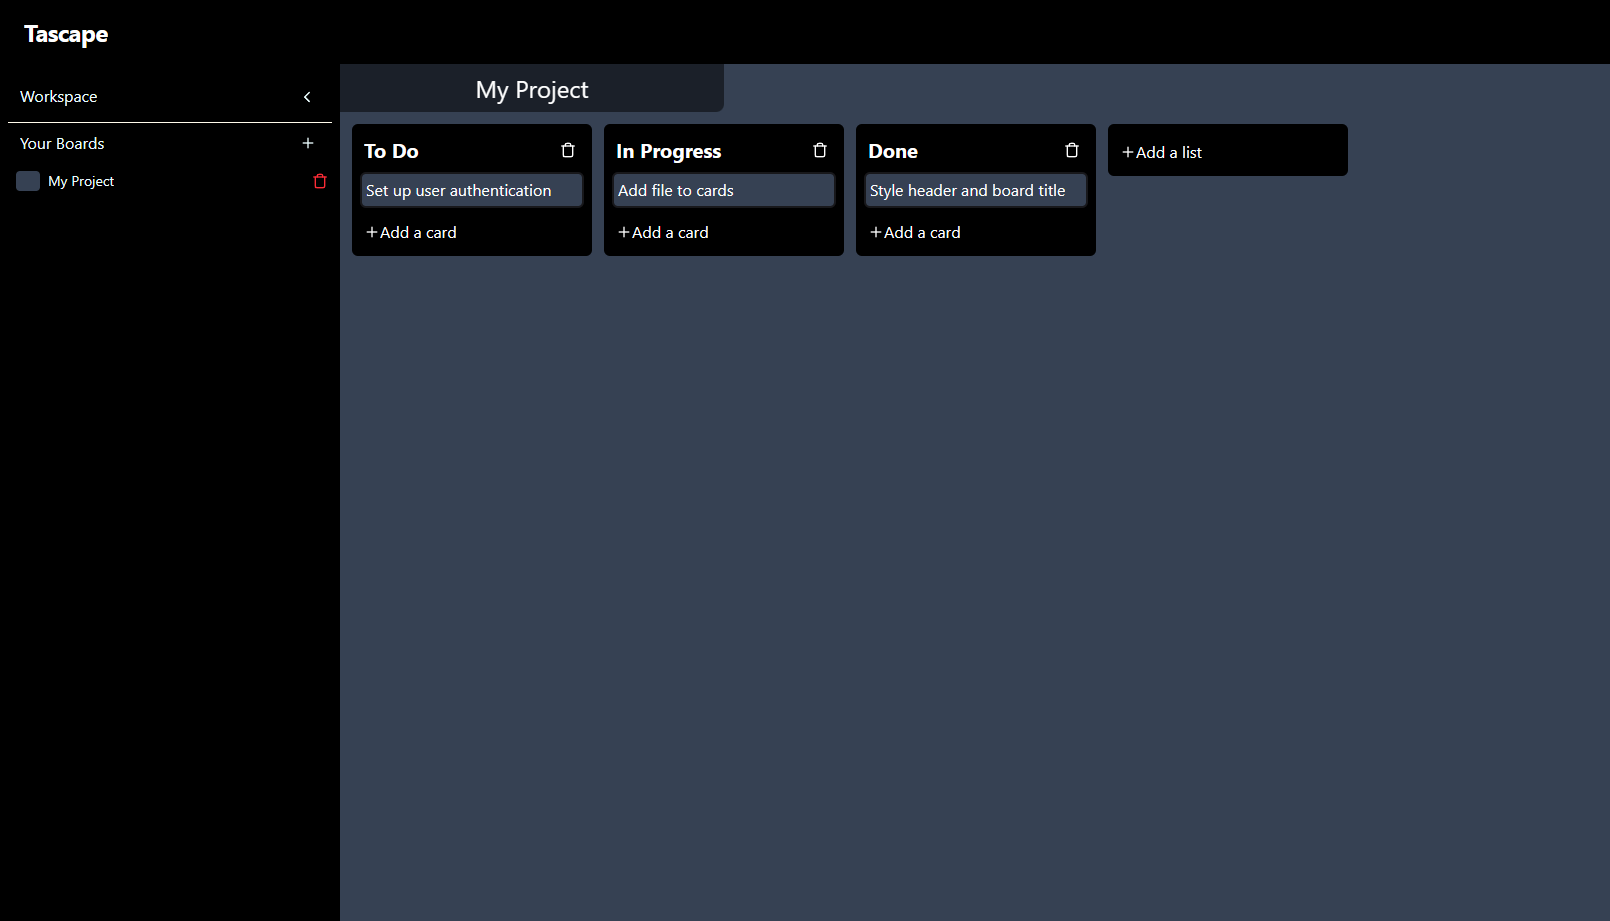 Tascape
Workspace
Your Boards
My Project
My Project
To Do
Set up user authentication
+ Add a card
In Progress
Add file to cards
+ Add a card
Done
Style header and board title
+ Add a card
+ Add a list